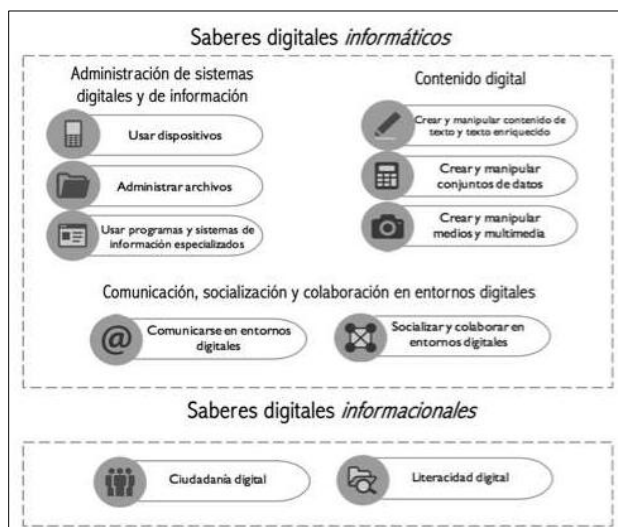 Saberes digitales informáticos
Administración de sistemas
digitales y de información
Usar dispositivos
Administrar archivos
Usar programas y sistemas de
información especializados
Contenido digital
Crear y manipular contenido de
texto y texto enriquecido
Crear y manipular
conjuntos de datos
Crear y manipular
medios y multimedia
Comunicación, socialización y colaboración en entornos digitales
@
Comunicarse en entornos
digitales
Socializar y colaborar en
entornos digitales
Saberes digitales informacionales
Ciudadanía digital
Literacidad digital